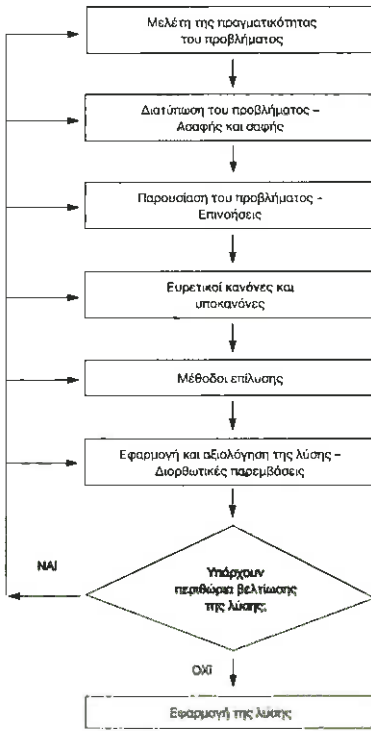 Μελέτη της πραγματικότητας
του προβλήματος
Διατύπωση του προβλήματος –
Ασαφής και σαφής
Παρουσίαση του προβλήματος -
Επινοήσεις
Ευρετικοί κανόνες και
υποκανόνες
Μέθοδοι επίλυσης
Εφαρμογή και αξιολόγηση της λύσης –
Διορθωτικές παρεμβάσεις
ΝΑΙ
Υπάρχουν
περιθώρια βελτίωσης
της λύσης;
ΟΧΙ
Εφαρμογή της λύσης